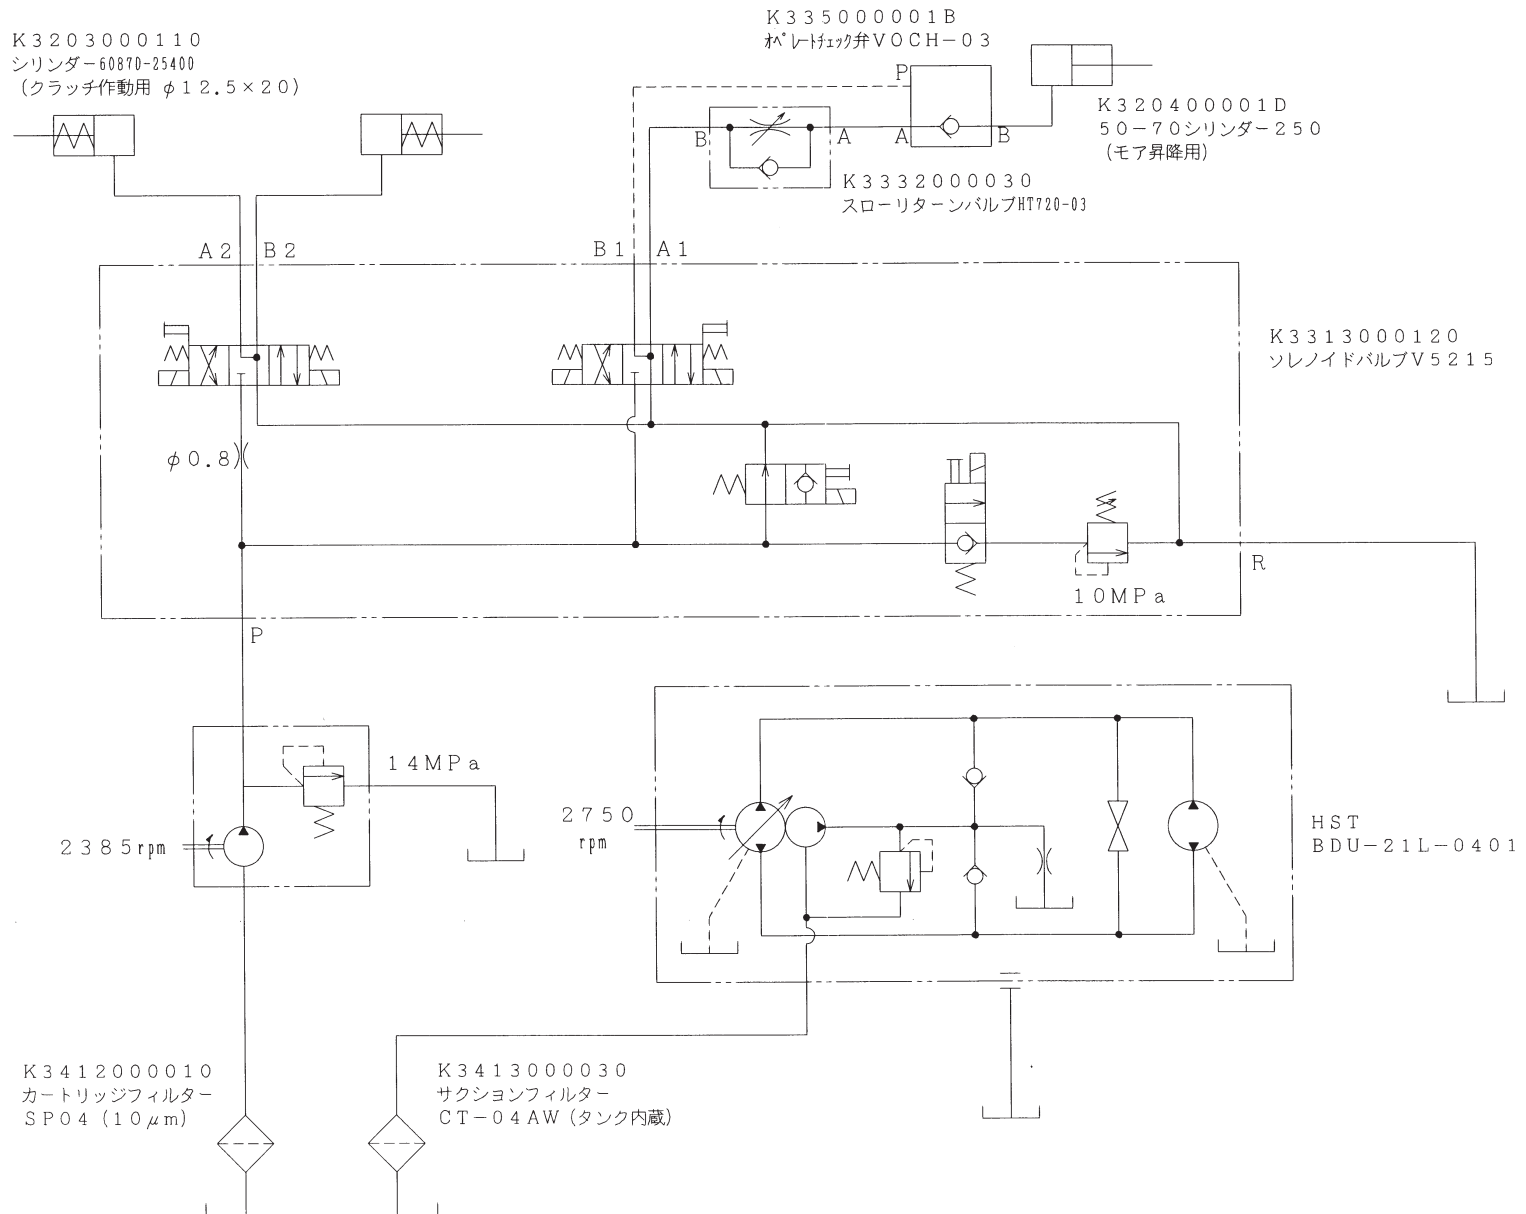 K3203000110
シリンダー60870-25400
(クラッチ作動用 φ12.5×20)
K335000001B
オペレートチェック弁VOCH-03
P
B
A
A
B
K320400001D
50-70シリンダー250
(モア昇降用)
K3332000030
スローリターンバルブHT720-03
A2
B2
B1
A1
K3313000120
ソレノイドバルブV5215
φ0.8
R
10MPa
P
14MPa
2385rpm
2750
rpm
HST
BDU-21L-0401
K3412000010
カートリッジフィルター
SP04(10μm)
K3413000030
サクションフィルター
CT-04AW(タンク内蔵)